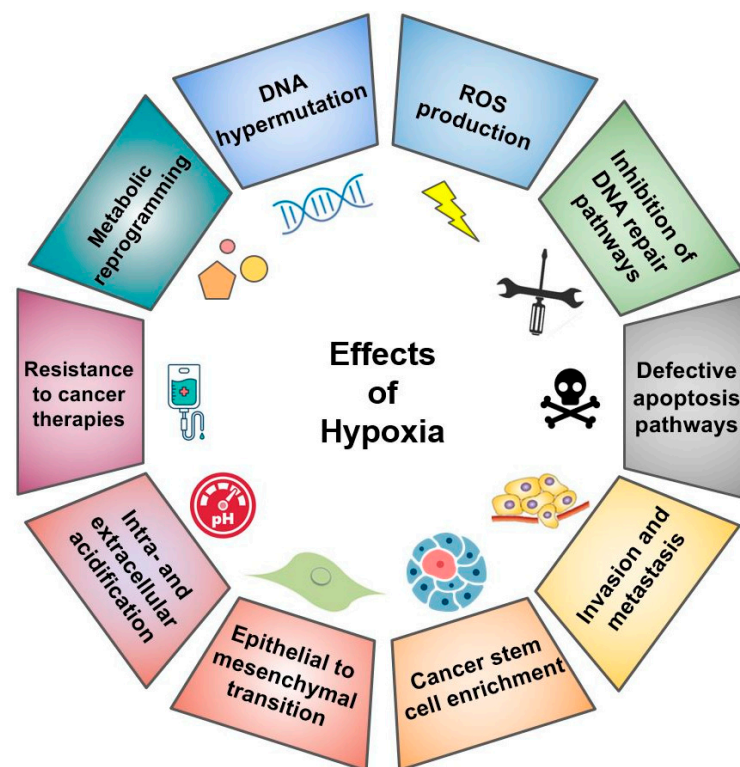 DNA
hypermutation
ROS
production
Inhibition of
DNA repair
pathways
Defective
apoptosis
pathways
Invasion and
metastasis
Cancer stem
cell enrichment
Epithelial to
mesenchymal
transition
Intra- and
extracellular
acidification
pH
Resistance
to cancer
therapies
Metabolic
reprogramming
Effects
of
Hypoxia